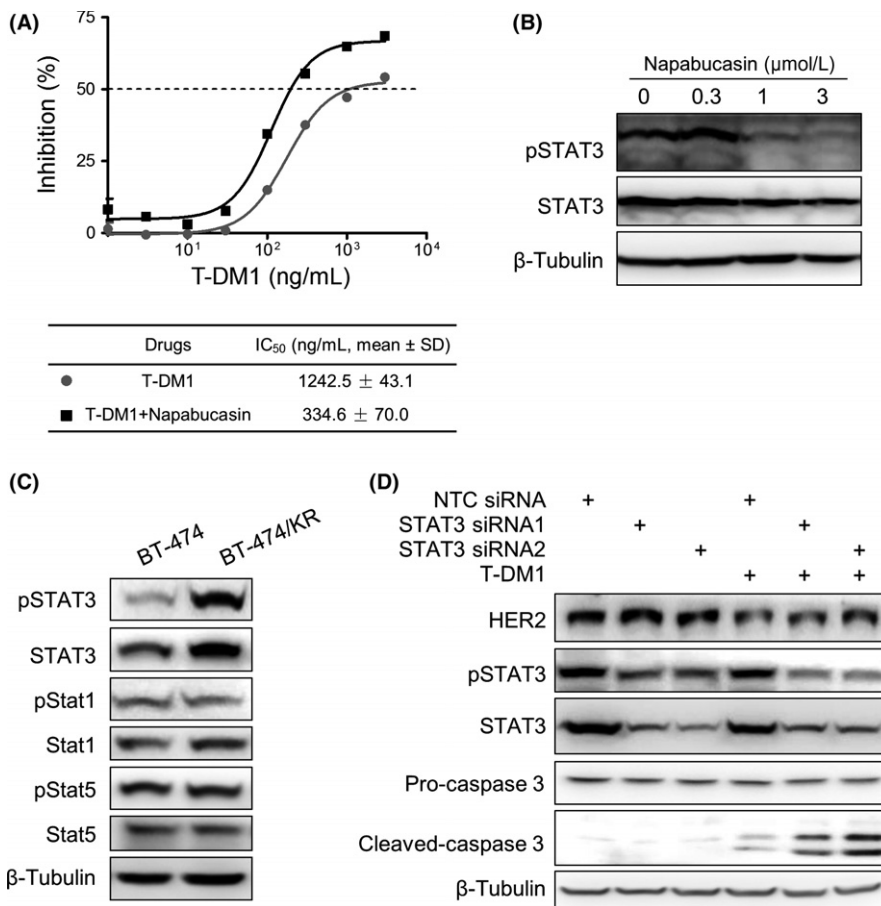 (A)
75
50
25
0
Inhibition (%)
10¹ 10² 10³ 10⁴
T-DM1 (ng/mL)
Drugs IC₅₀ (ng/mL, mean ± SD)
T-DM1 1242.5 ± 43.1
T-DM1+Napabucasin 334.6 ± 70.0
(B)
Napabucasin (μmol/L)
0 0.3 1 3
pSTAT3
STAT3
β-Tubulin
(C)
BT-474 BT-474/KR
pSTAT3
STAT3
pStat1
Stat1
pStat5
Stat5
β-Tubulin
(D)
NTC siRNA + +
STAT3 siRNA1 + +
STAT3 siRNA2 + +
T-DM1 + + +
HER2
pSTAT3
STAT3
Pro-caspase 3
Cleaved-caspase 3
β-Tubulin